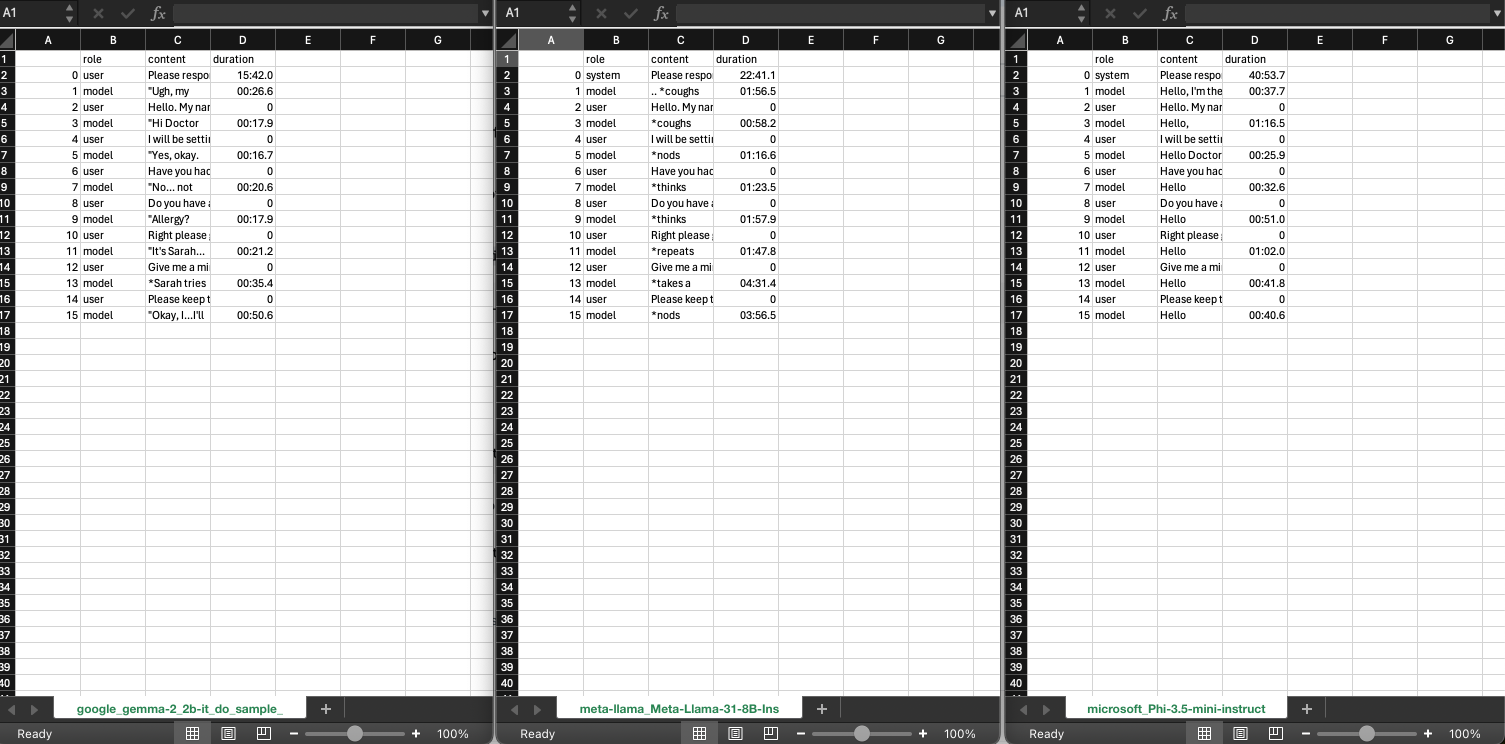 A1 fx
A B C D E F G
1 role content duration
2 0 user Please respo 15:42.0
3 1 model "Ugh, my 00:26.6
4 2 user Hello. My nar 0
5 3 model "Hi Doctor 00:17.9
6 4 user I will be setti 0
7 5 model "Yes, okay. 00:16.7
8 6 user Have you hac 0
9 7 model "No... not 00:20.6
10 8 user Do you have a 0
11 9 model "Allergy? 00:17.9
12 10 user Right please 0
13 11 model "It's Sarah... 00:21.2
14 12 user Give me a mi 0
15 13 model *Sarah tries 00:35.4
16 14 user Please keep t 0
17 15 model "Okay, I...I'll 00:50.6
18
19
20
21
22
23
24
25
26
27
28
29
30
31
32
33
34
35
36
37
38
39
40
google_gemma-2_2b-it_do_sample_ +
Ready − + 100%
A1 fx
A B C D E F G
1 role content duration
2 0 system Please respo 22:41.1
3 1 model .. *coughs 01:56.5
4 2 user Hello. My nar 0
5 3 model *coughs 00:58.2
6 4 user I will be settir 0
7 5 model *nods 01:16.6
8 6 user Have you hac 0
9 7 model *thinks 01:23.5
10 8 user Do you have a 0
11 9 model *thinks 01:57.9
12 10 user Right please 0
13 11 model *repeats 01:47.8
14 12 user Give me a mi 0
15 13 model *takes a 04:31.4
16 14 user Please keep t 0
17 15 model *nods 03:56.5
18
19
20
21
22
23
24
25
26
27
28
29
30
31
32
33
34
35
36
37
38
39
40
meta-llama_Meta-Llama-31-8B-Ins +
Ready − + 100%
A1 fx
A B C D E F G
1 role content duration
2 0 system Please respo 40:53.7
3 1 model Hello, I'm the 00:37.7
4 2 user Hello. My nar 0
5 3 model Hello, 01:16.5
6 4 user I will be settir 0
7 5 model Hello Doctor 00:25.9
8 6 user Have you hac 0
9 7 model Hello 00:32.6
10 8 user Do you have a 0
11 9 model Hello 00:51.0
12 10 user Right please 0
13 11 model Hello 01:02.0
14 12 user Give me a mi 0
15 13 model Hello 00:41.8
16 14 user Please keep t 0
17 15 model Hello 00:40.6
18
19
20
21
22
23
24
25
26
27
28
29
30
31
32
33
34
35
36
37
38
39
40
microsoft_Phi-3.5-mini-instruct +
Ready − + 100%